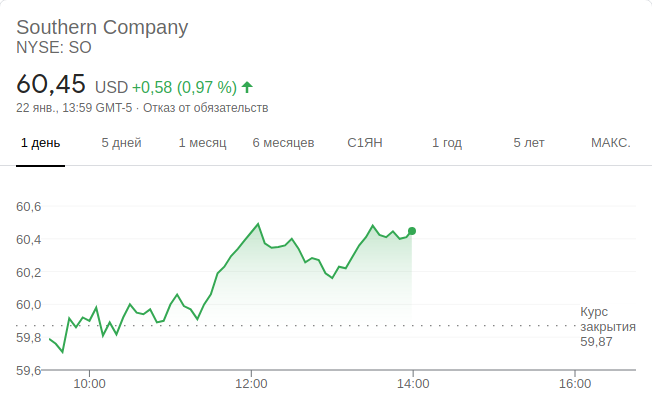 Southern Company
NYSE: SO
60,45 USD +0,58 (0,97 %)
22 янв., 13:59 GMT-5 · Отказ от обязательств
1 день 5 дней 1 месяц 6 месяцев С1ЯН 1 год 5 лет МАКС.
60,6
60,4
60,2
60,0
59,8
59,6
Курс
закрытия
59,87
10:00 12:00 14:00 16:00